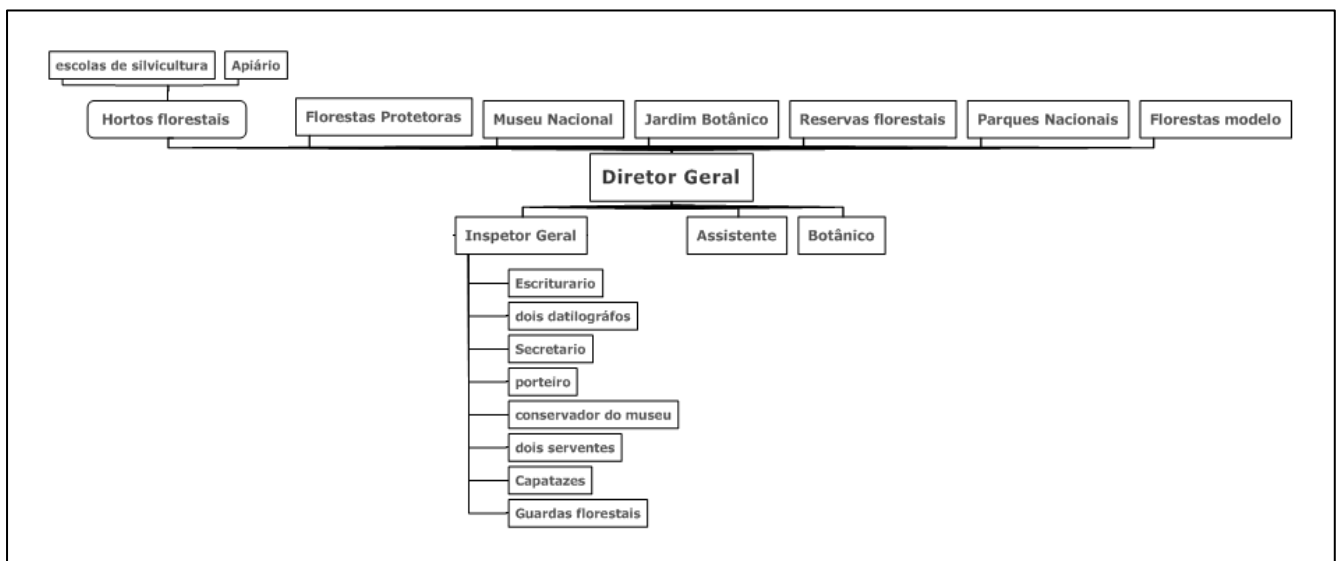 escolas de silvicultura
Apiário
Hortos florestais
Florestas Protetoras
Museu Nacional
Jardim Botânico
Reservas florestais
Parques Nacionais
Florestas modelo
Diretor Geral
Inspetor Geral
Assistente
Botânico
Escriturario
dois datilográfos
Secretario
porteiro
conservador do museu
dois serventes
Capatazes
Guardas florestais